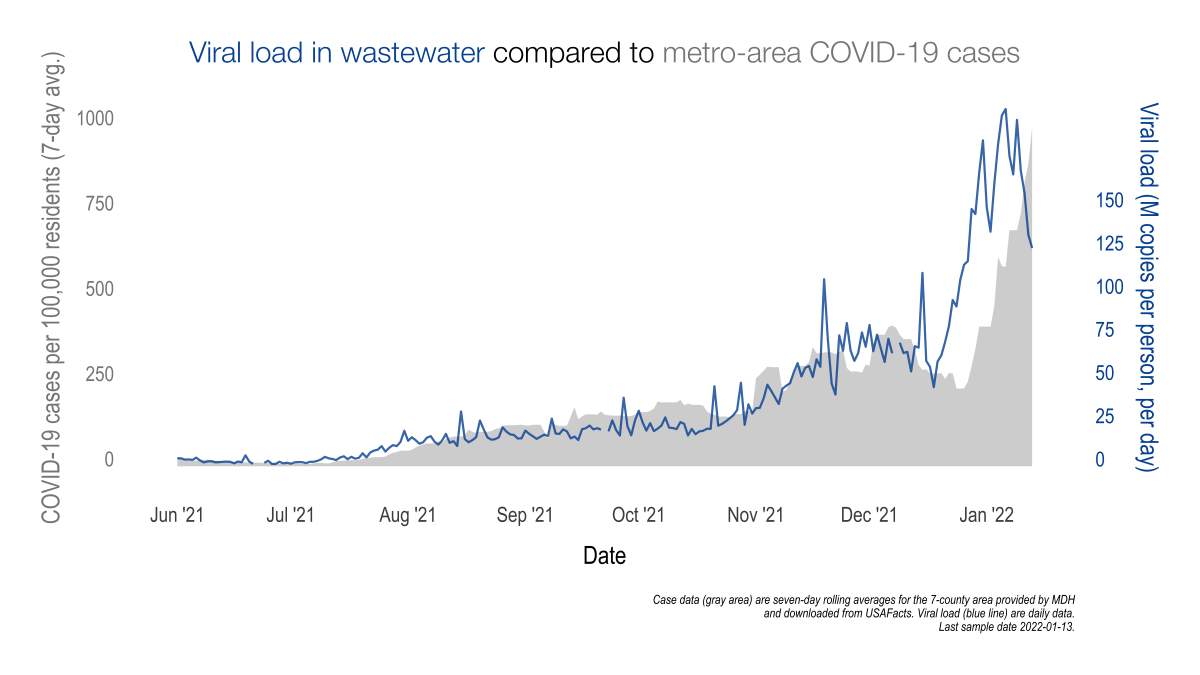 Viral load in wastewater compared to metro-area COVID-19 cases
COVID-19 cases per 100,000 residents (7-day avg.)
1000
750
500
250
0
Viral load (M copies per person, per day)
150
125
100
75
50
25
0
Jun '21
Jul '21
Aug '21
Sep '21
Oct '21
Nov '21
Dec '21
Jan '22
Date
Case data (gray area) are seven-day rolling averages for the 7-county area provided by MDH
and downloaded from USAFacts. Viral load (blue line) are daily data.
Last sample date 2022-01-13.